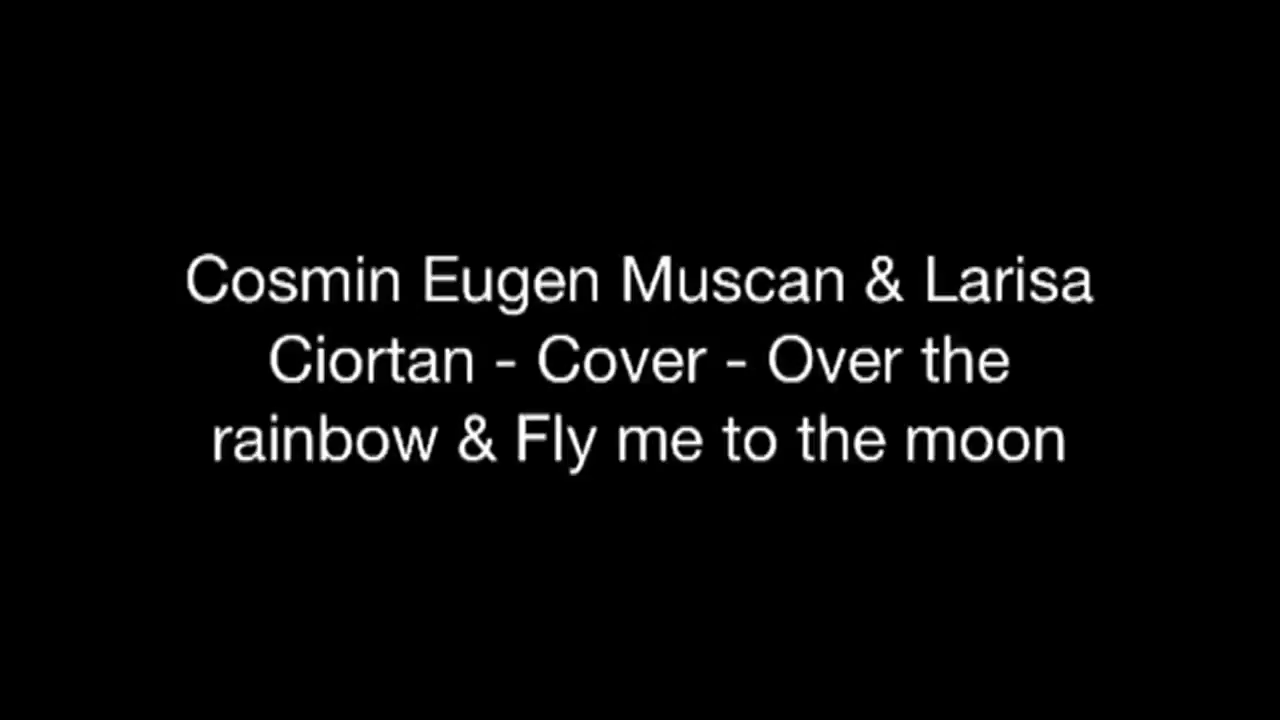 Cosmin Eugen Muscan & Larisa
Ciortan - Cover - Over the
rainbow & Fly me to the moon